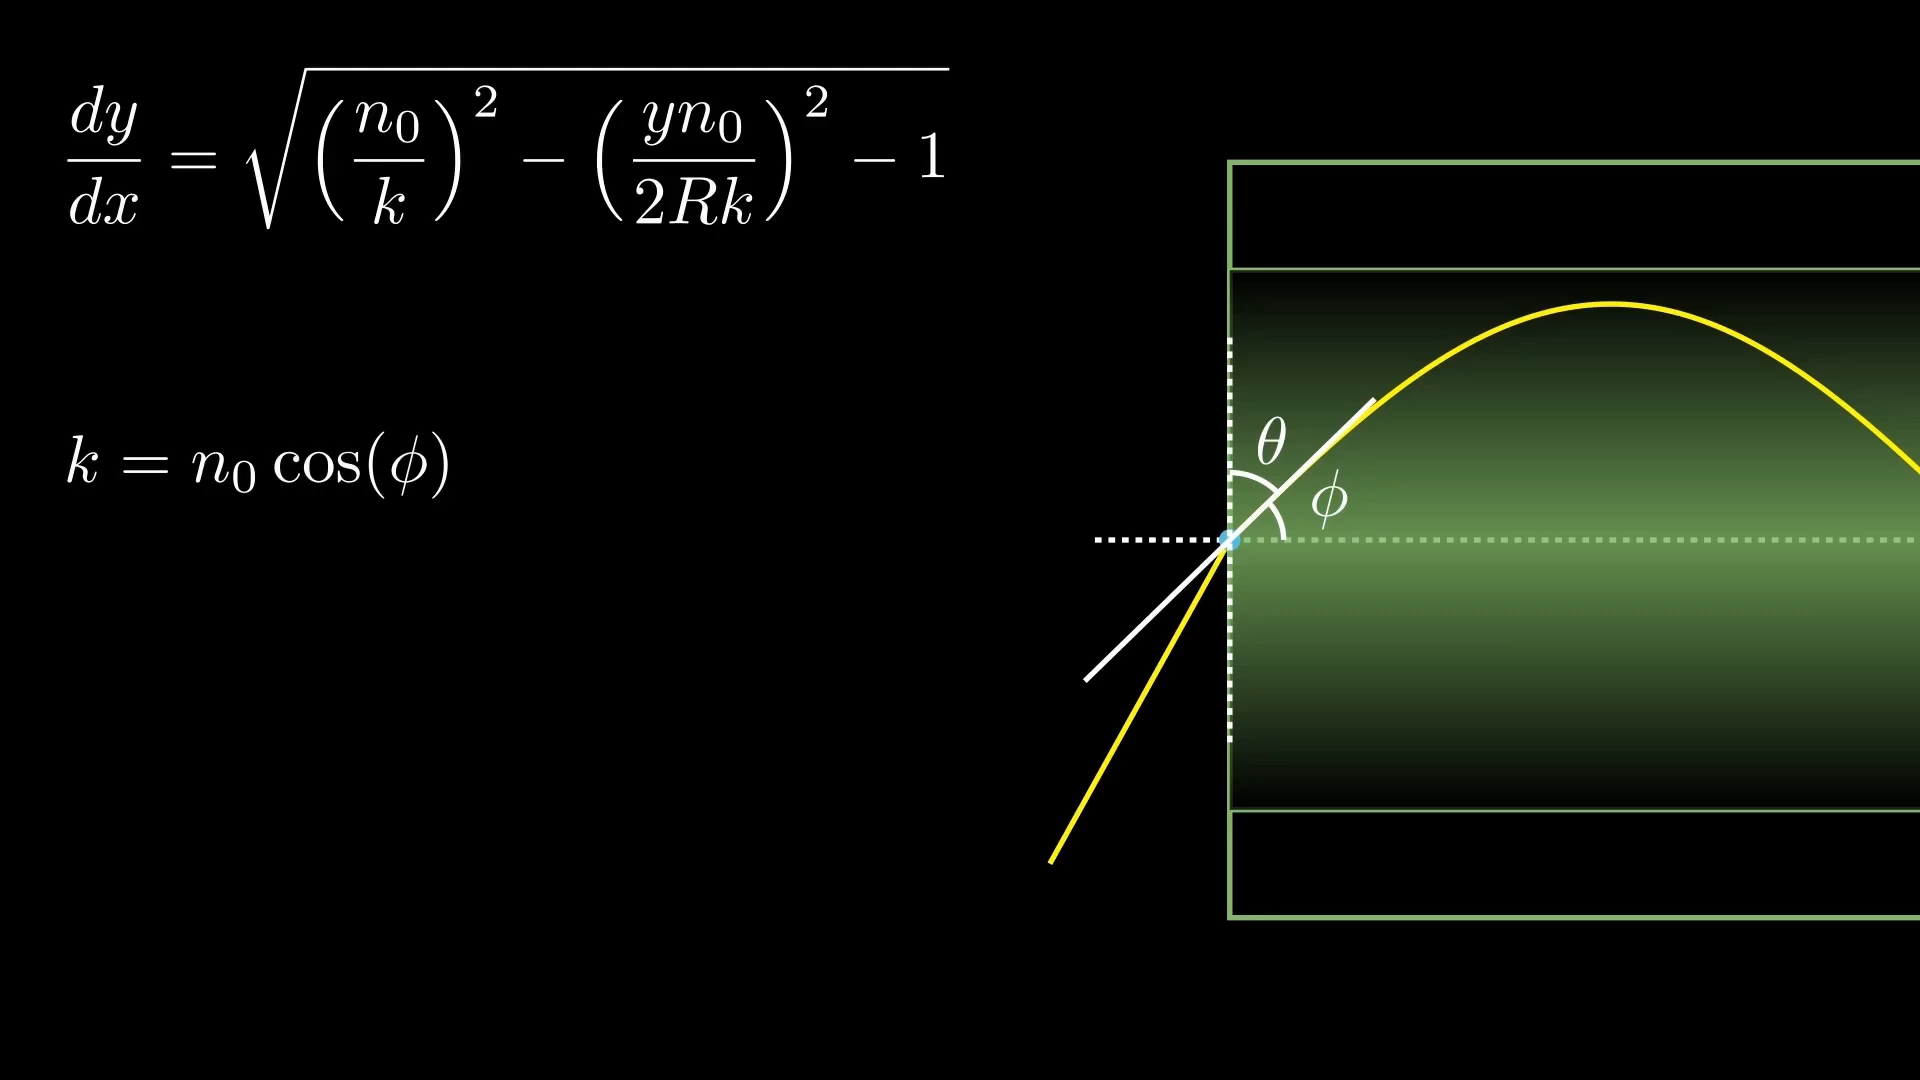 dy/dx = √((n₀/k)² − (yn₀/2Rk)² − 1)
k = n₀ cos(ϕ)
θ
ϕ